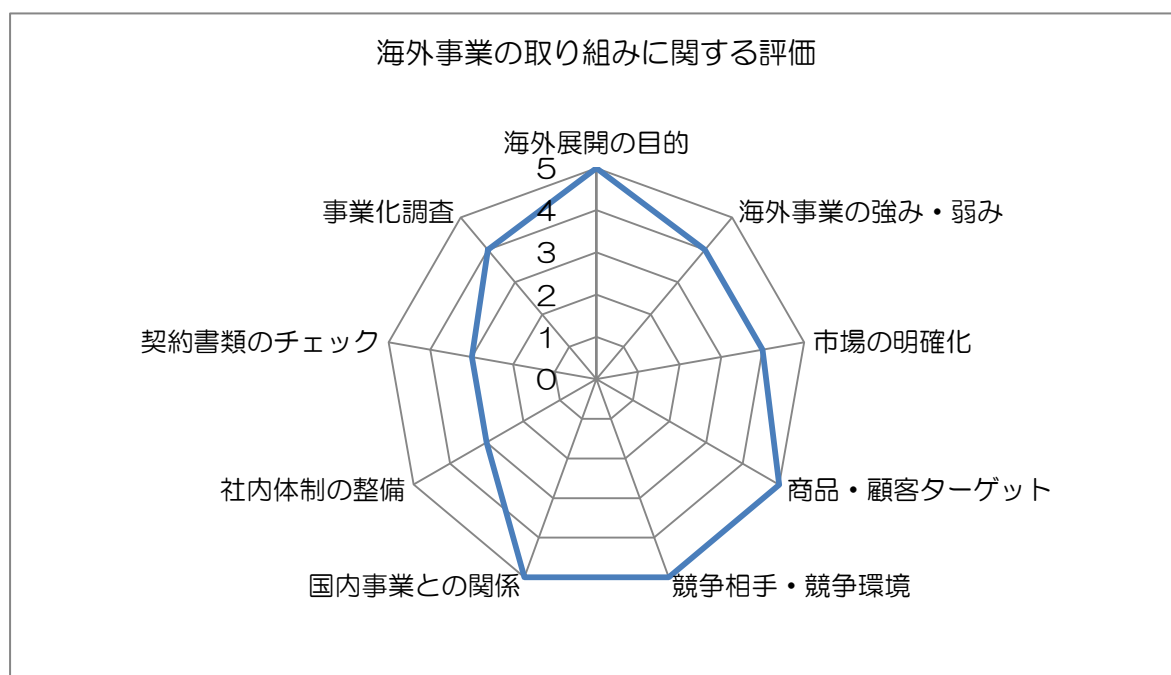 海外事業の取り組みに関する評価
海外展開の目的
海外事業の強み・弱み
市場の明確化
商品・顧客ターゲット
競争相手・競争環境
国内事業との関係
社内体制の整備
契約書類のチェック
事業化調査
5
4
3
2
1
0